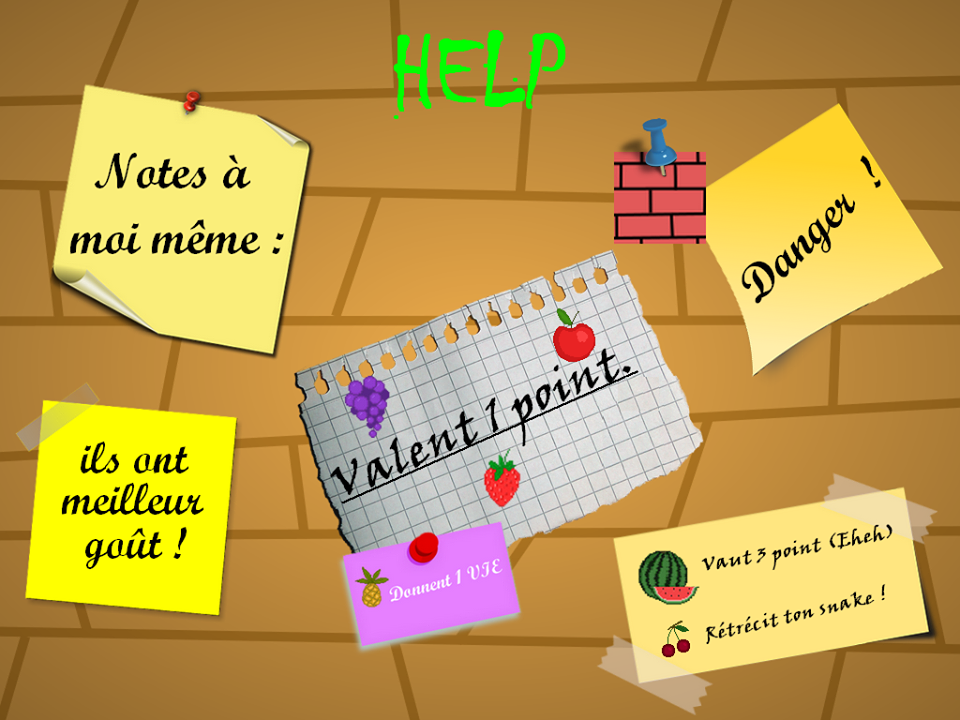 HELP
Notes à
moi même :
Danger !
Valent 1 point.
ils ont
meilleur
goût !
Donnent 1 VIE
Vaut 3 point (Eheh)
Rétrécit ton snake !